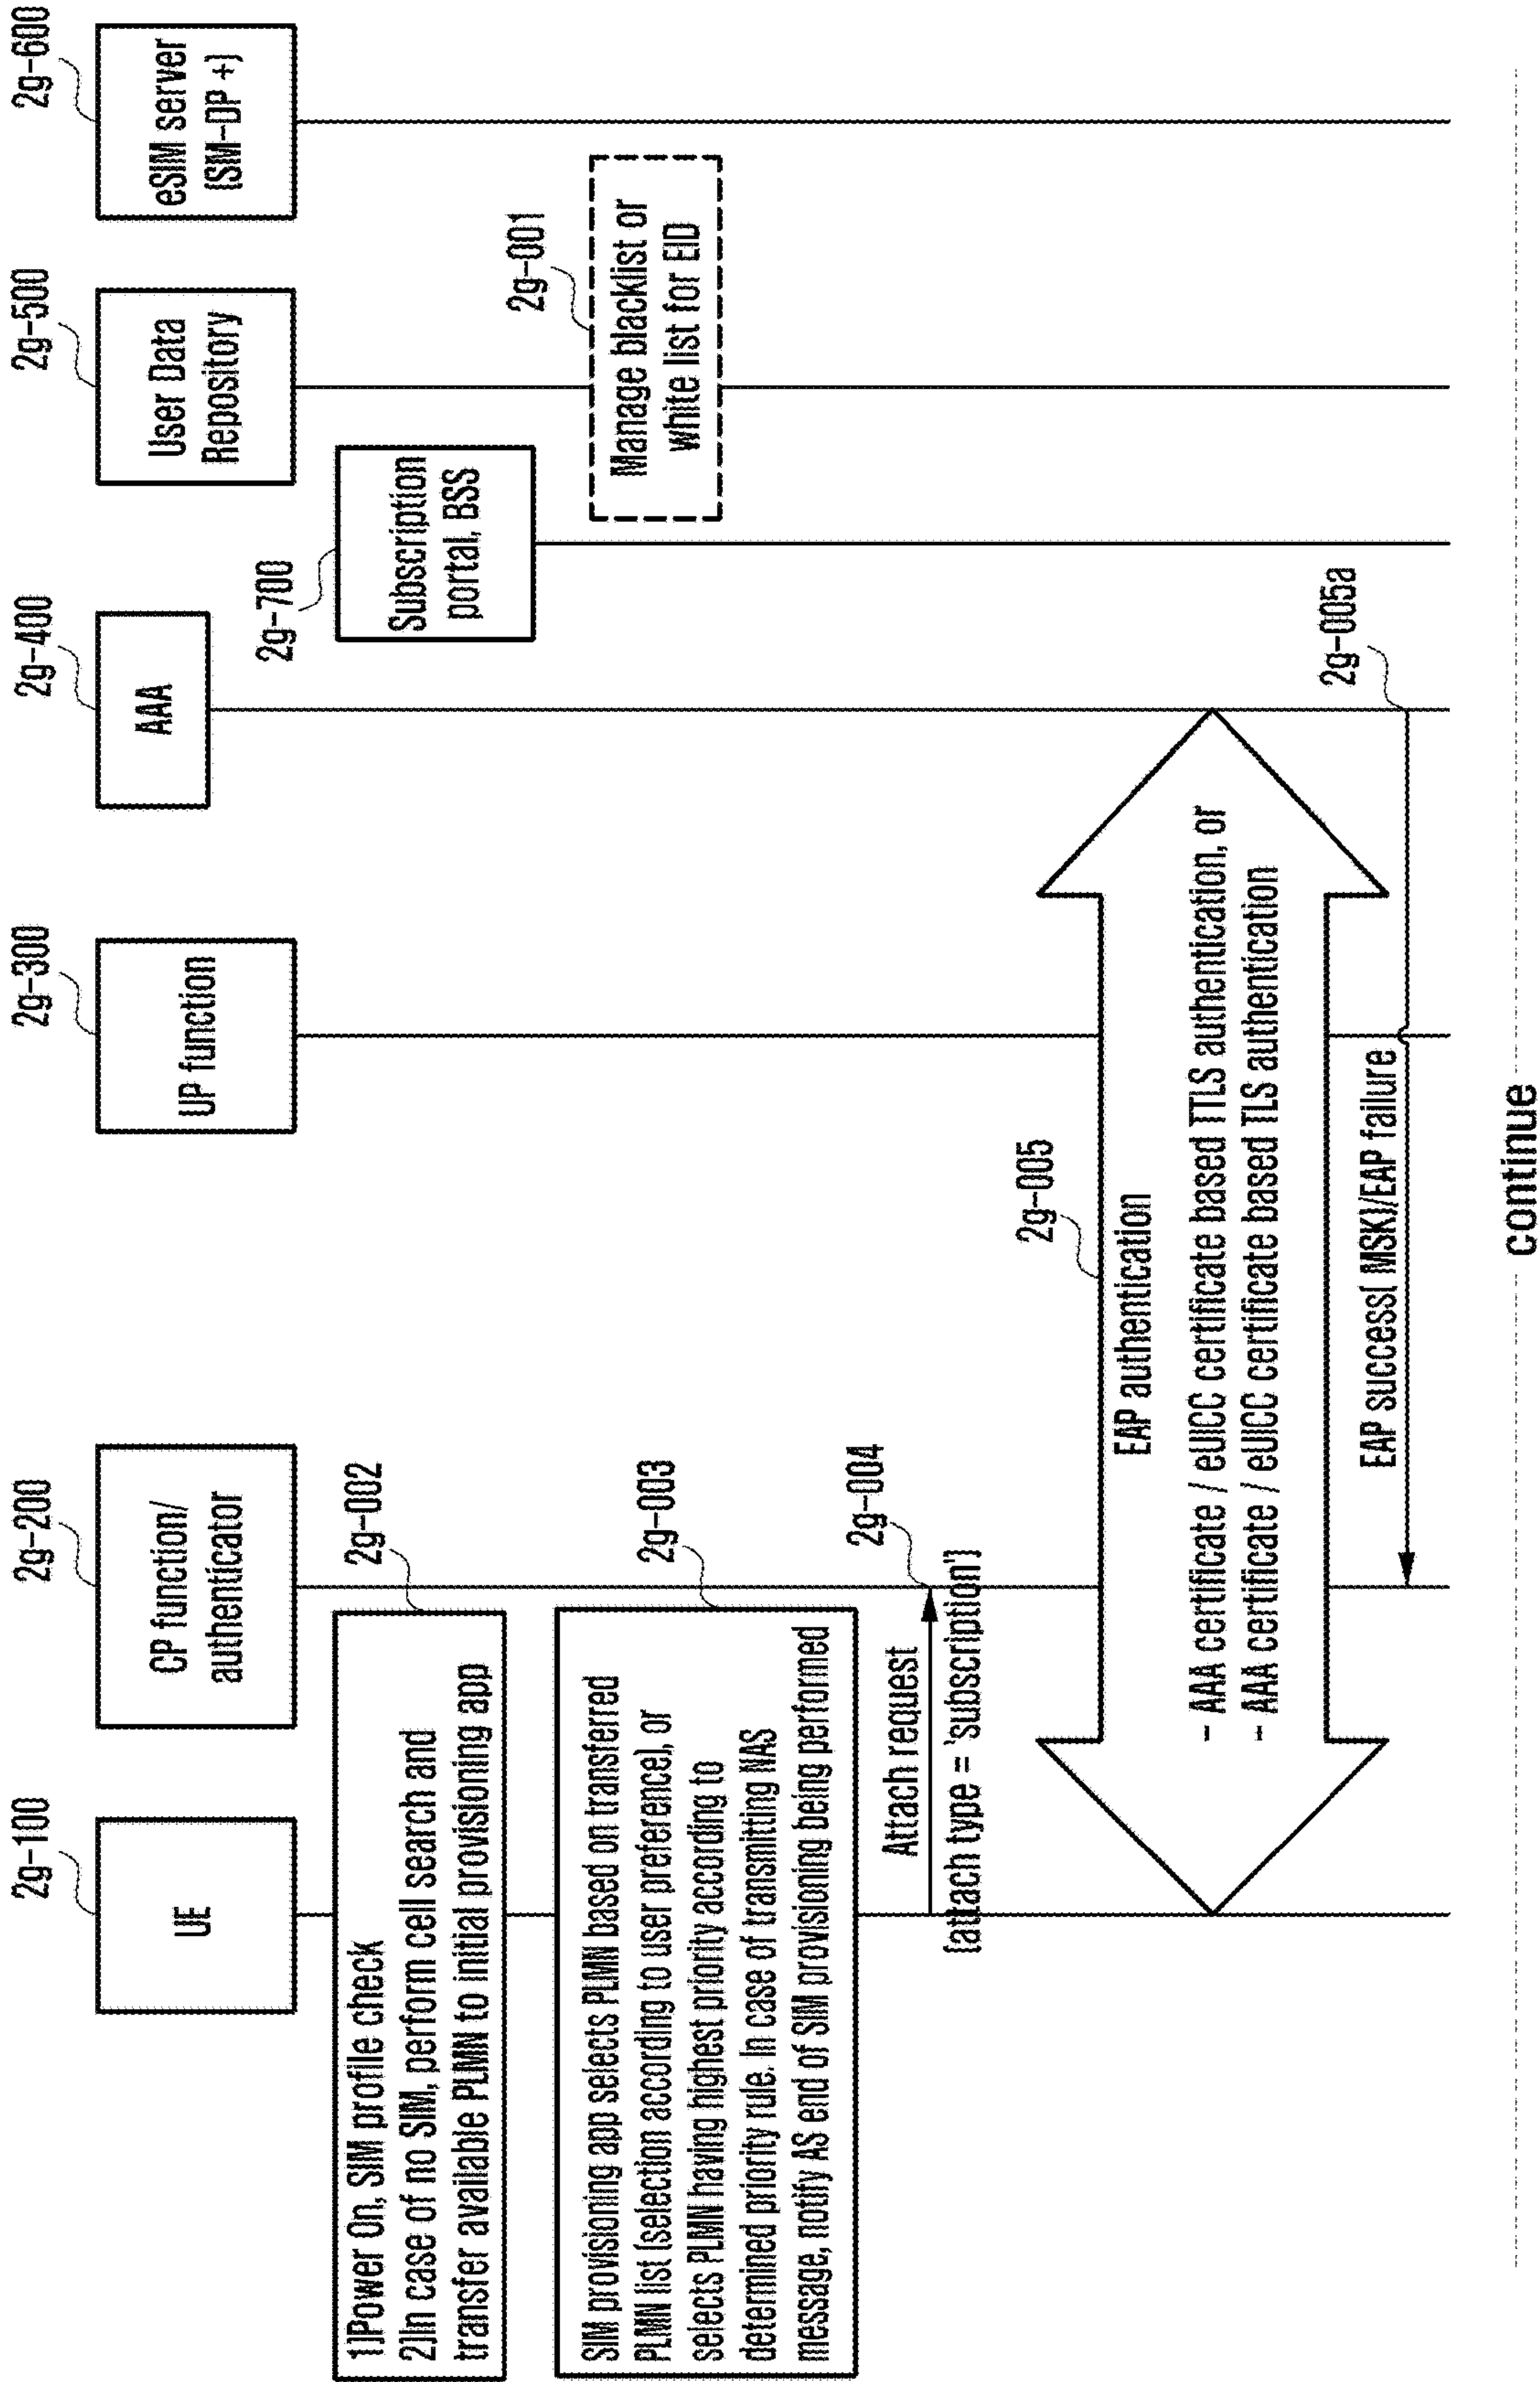 2g-100
2g-200
2g-300
2g-400
2g-500
2g-600
UE
CP function/
authenticator
UP function
AAA
User Data
Repository
eSIM server
(SM-DP +)
2g-700
Subscription
portal, BSS
2g-002
1)Power On, SIM profile check
2)In case of no SIM, perform cell search and
transfer available PLMN to initial provisioning app
2g-001
Manage blacklist or
white list for EID
2g-003
SIM provisioning app selects PLMN based on transferred
PLMN list (selection according to user preference), or
selects PLMN having highest priority according to
determined priority rule. In case of transmitting NAS
message, notify AS end of SIM provisioning being performed
2g-004
Attach request
(attach type = 'subscription')
2g-005
EAP authentication
- AAA certificate / eUICC certificate based TTLS authentication, or
- AAA certificate / eUICC certificate based TLS authentication
2g-005a
EAP success( MSK)/EAP failure
continue